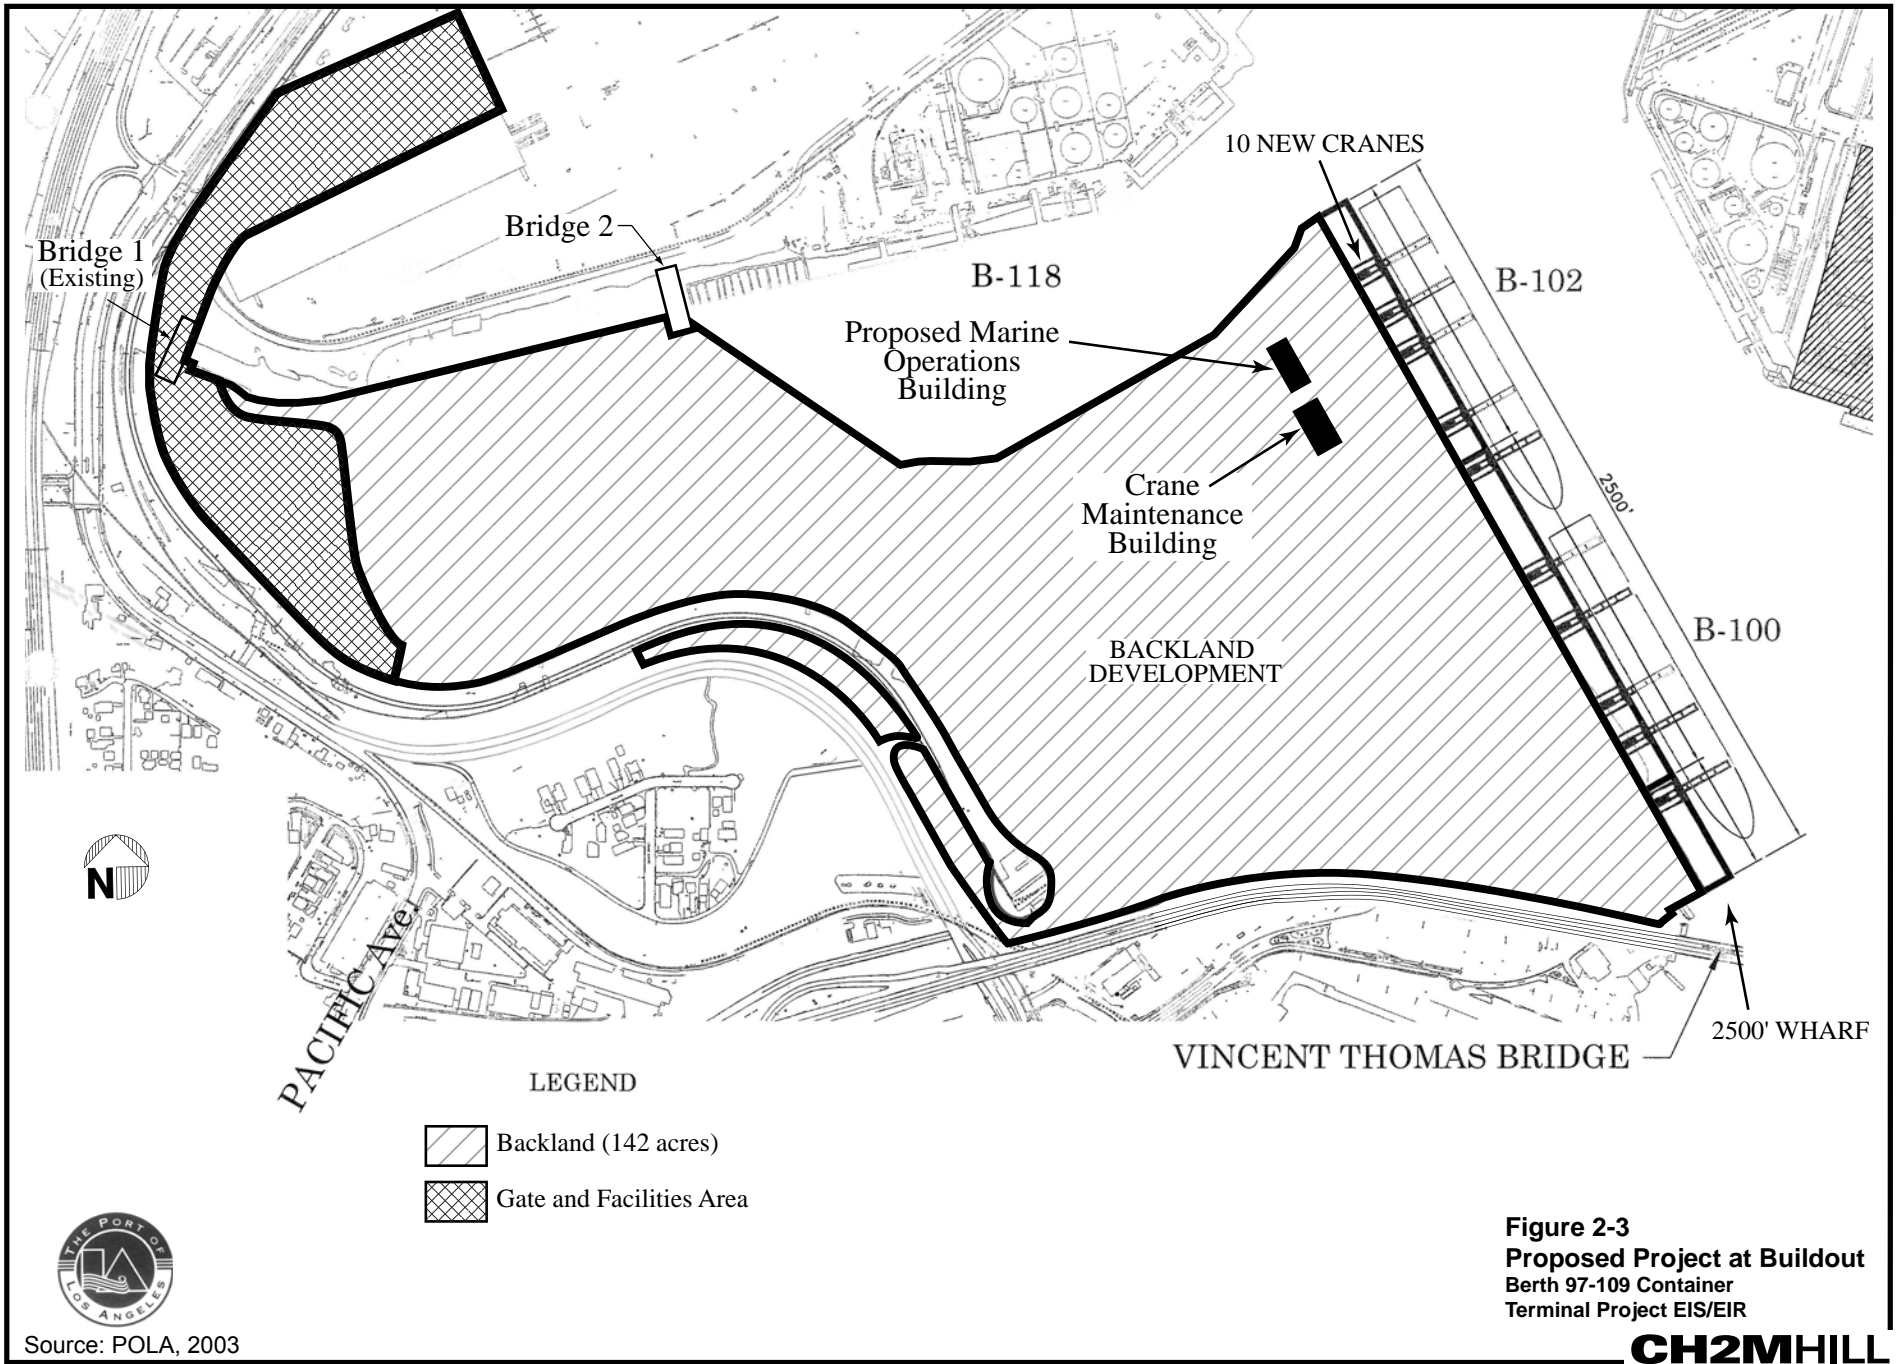 10 NEW CRANES
Bridge 2
Bridge 1
(Existing)
B-118
B-102
Proposed Marine
Operations
Building
Crane
Maintenance
Building
2500'
B-100
BACKLAND
DEVELOPMENT
N
PACIFIC Ave.
2500' WHARF
VINCENT THOMAS BRIDGE
LEGEND
Backland (142 acres)
Gate and Facilities Area
THE PORT OF
LA
LOS ANGELES
Figure 2-3
Proposed Project at Buildout
Berth 97-109 Container
Terminal Project EIS/EIR
Source: POLA, 2003
CH2MHILL